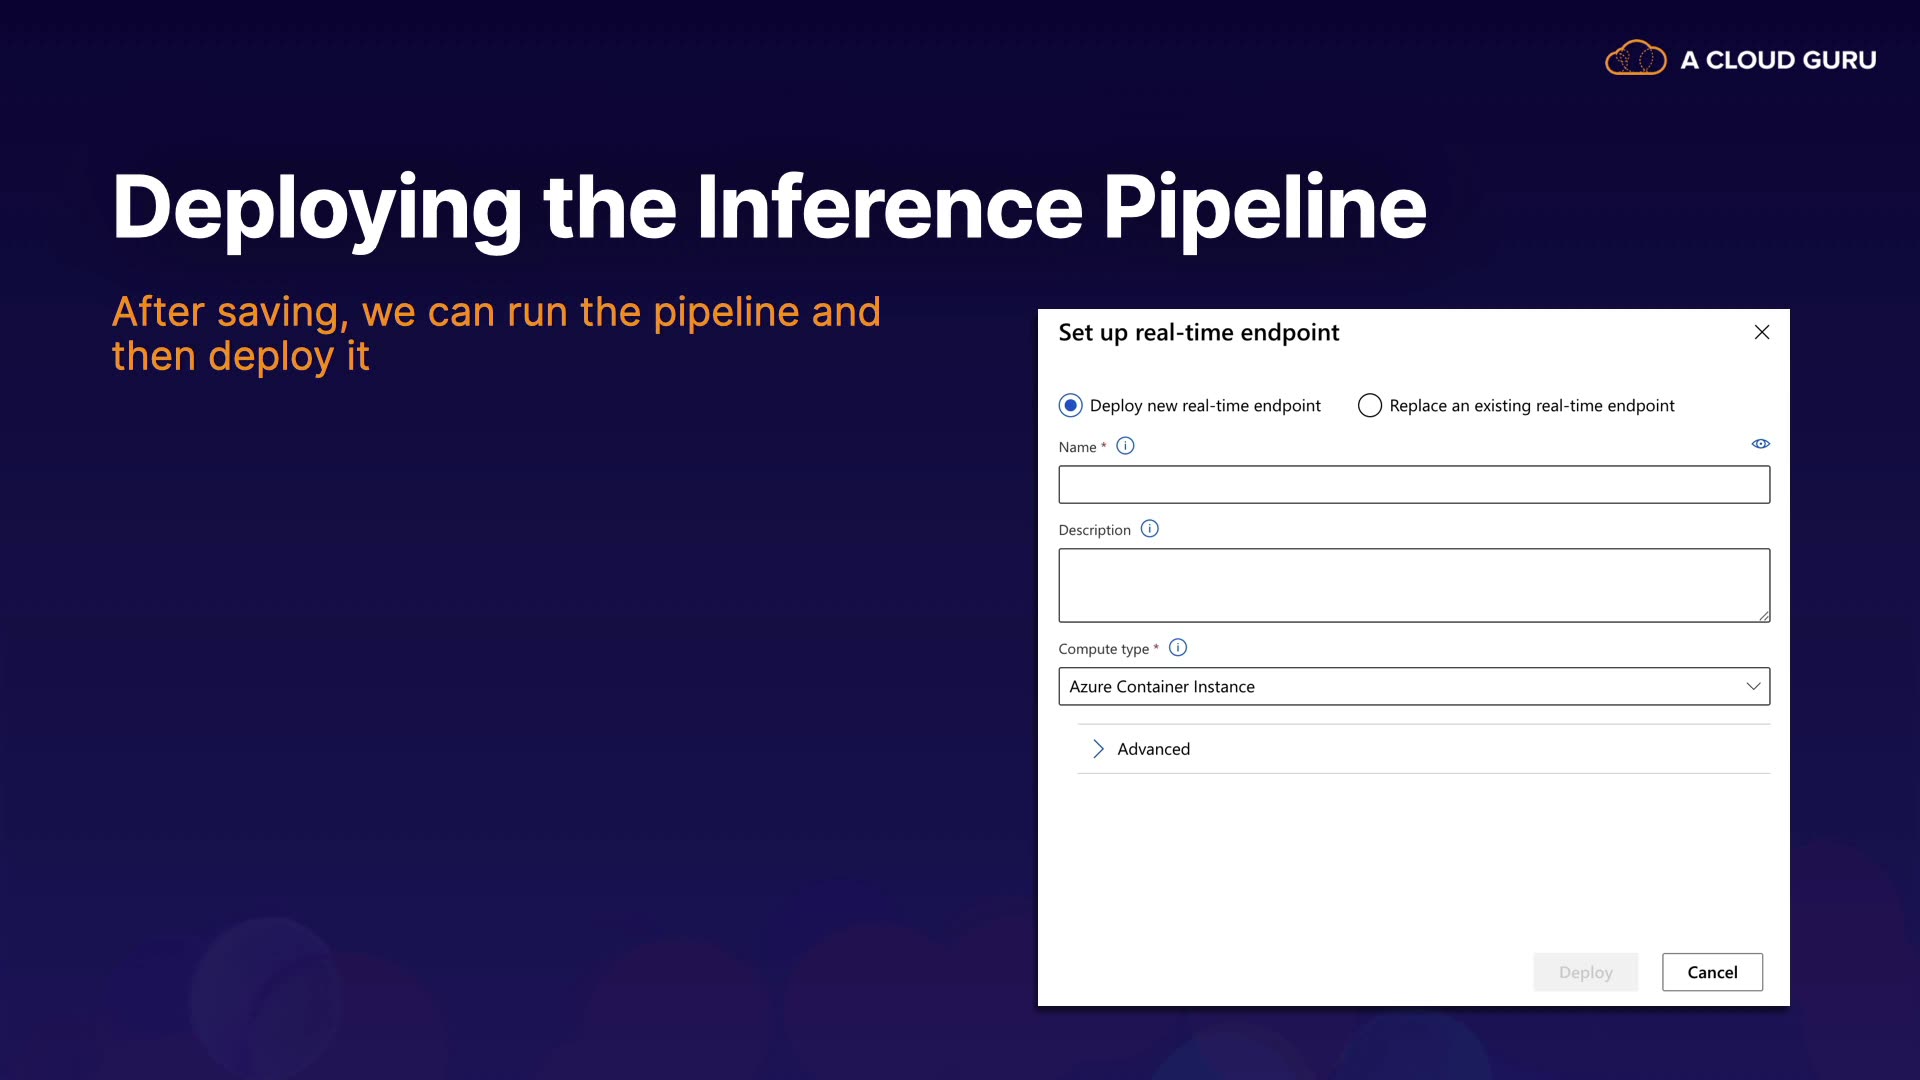 A CLOUD GURU
Deploying the Inference Pipeline
After saving, we can run the pipeline and
then deploy it
Set up real-time endpoint
Deploy new real-time endpoint
Replace an existing real-time endpoint
Name *
Description
Compute type *
Azure Container Instance
Advanced
Deploy
Cancel